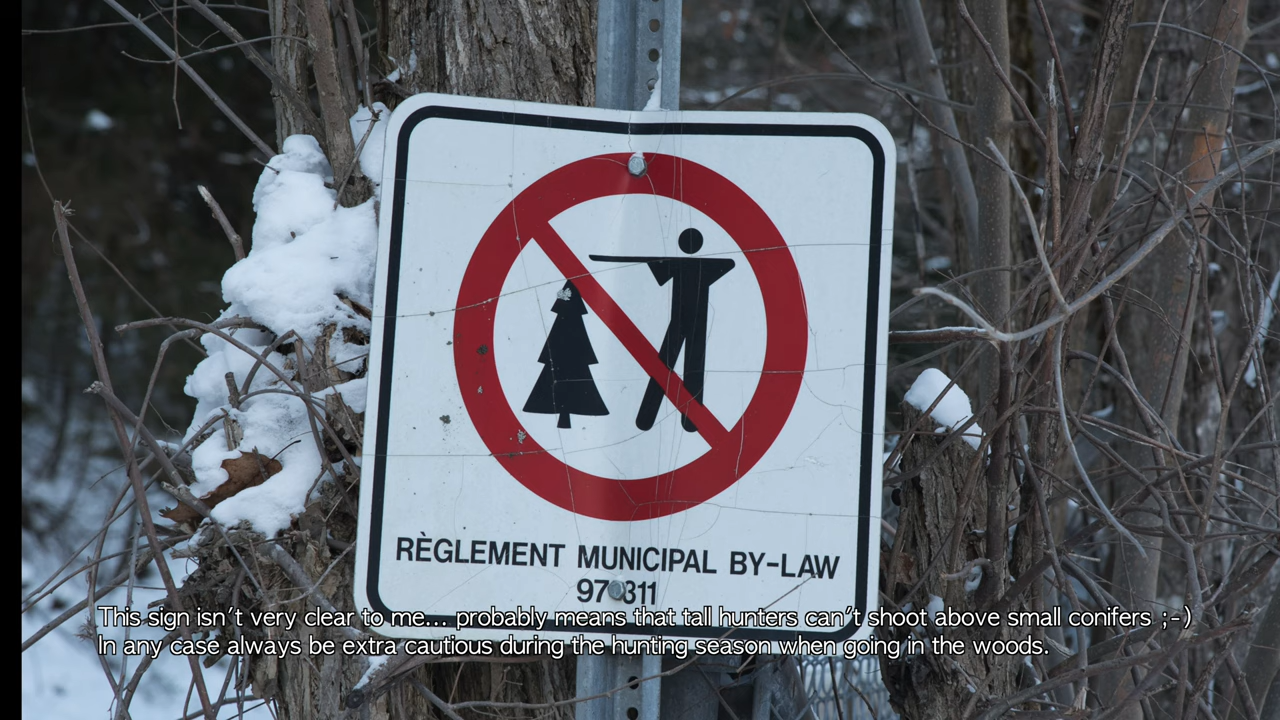 RÈGLEMENT MUNICIPAL BY-LAW
97 311
This sign isn't very clear to me... probably means that tall hunters can't shoot above small conifers ;-)
In any case always be extra cautious during the hunting season when going in the woods.